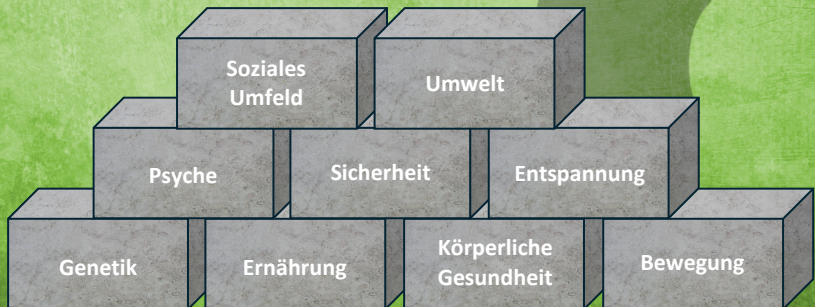 Soziales
Umfeld
Umwelt
Psyche
Sicherheit
Entspannung
Genetik
Ernährung
Körperliche
Gesundheit
Bewegung